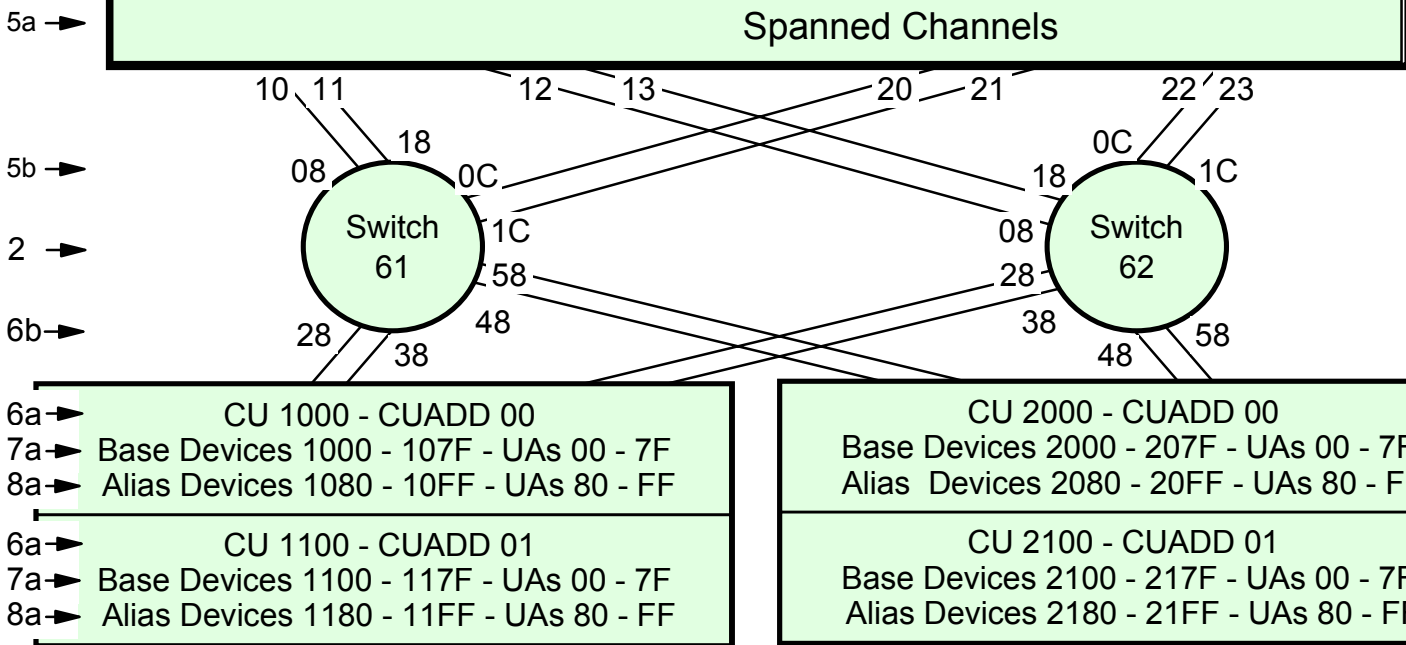 5a
Spanned Channels
10 11 12 13 20 21 22 23
5b
08 18 0C 18 0C 1C
2
Switch
61
1C
08
Switch
62
58
28
6b
28 38 48
38 48 58
6a
CU 1000 - CUADD 00
7a
Base Devices 1000 - 107F - UAs 00 - 7F
8a
Alias Devices 1080 - 10FF - UAs 80 - FF
6a
CU 1100 - CUADD 01
7a
Base Devices 1100 - 117F - UAs 00 - 7F
8a
Alias Devices 1180 - 11FF - UAs 80 - FF
CU 2000 - CUADD 00
Base Devices 2000 - 207F - UAs 00 - 7F
Alias Devices 2080 - 20FF - UAs 80 - F
CU 2100 - CUADD 01
Base Devices 2100 - 217F - UAs 00 - 7F
Alias Devices 2180 - 21FF - UAs 80 - FF